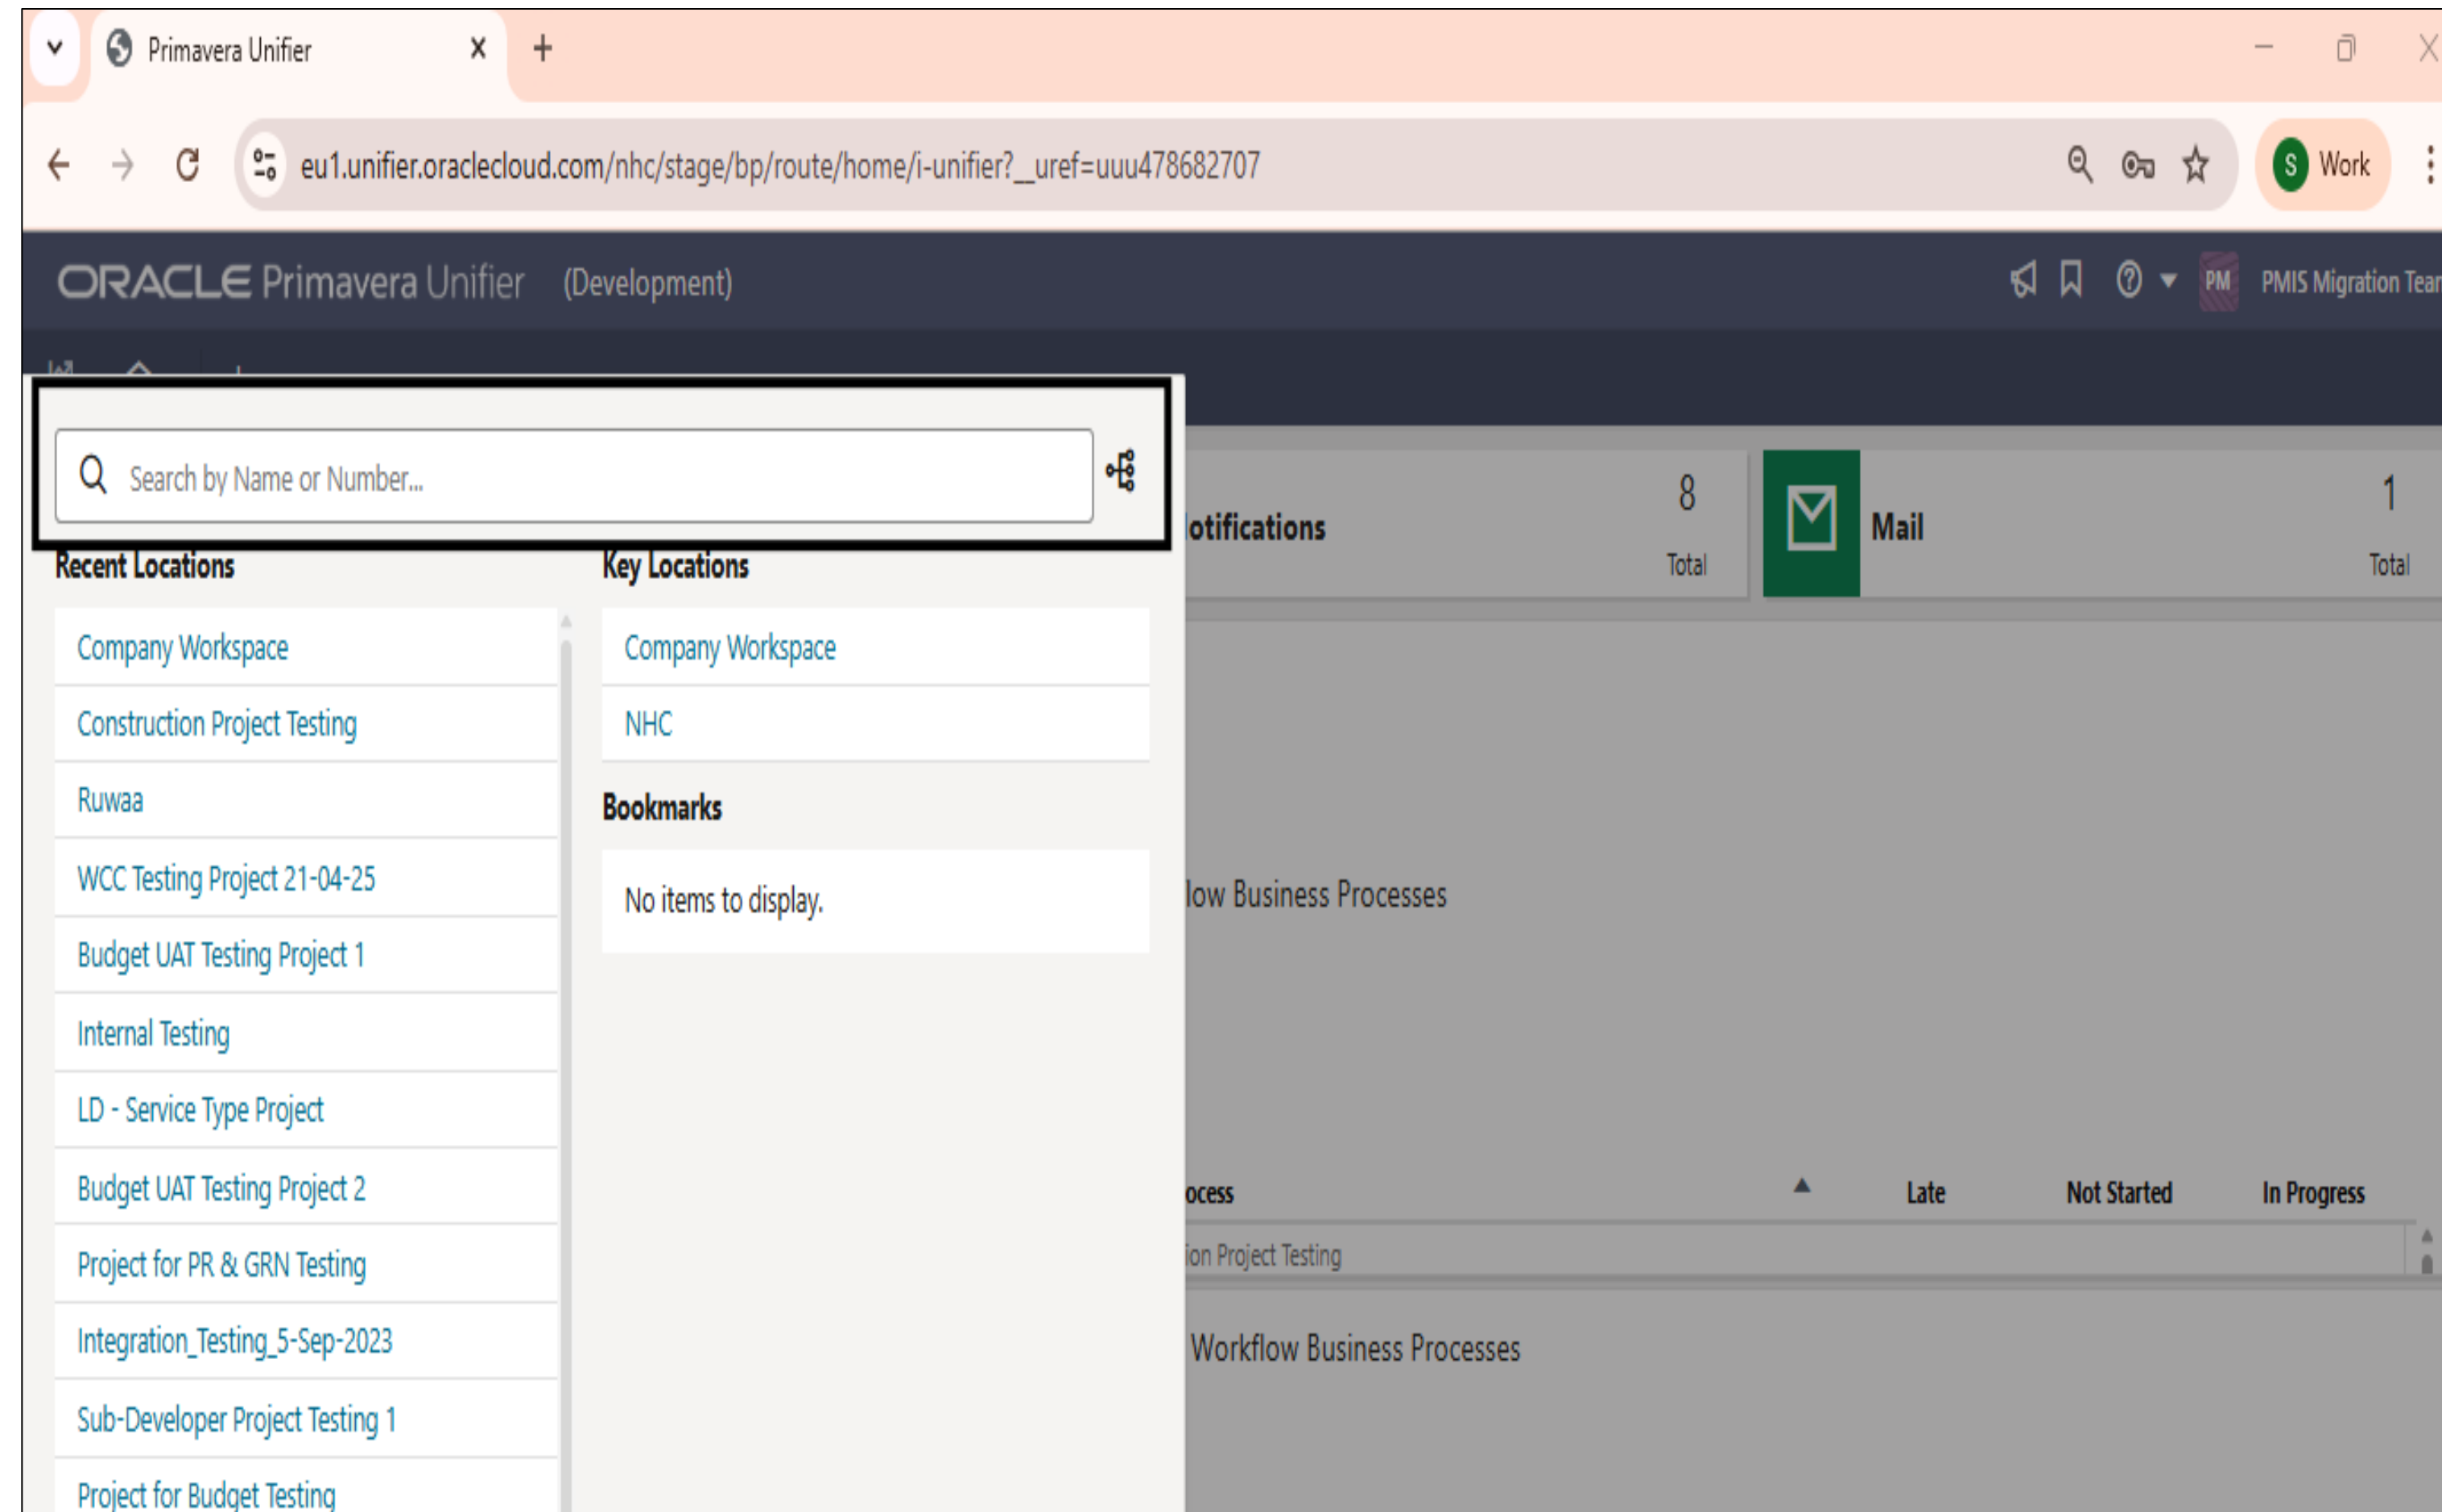 Primavera Unifier
eu1.unifier.oraclecloud.com/nhc/stage/bp/route/home/i-unifier?__uref=uuu478682707
S Work
ORACLE Primavera Unifier (Development)
PM PMIS Migration Tear
Search by Name or Number...
otifications
8
Total
Mail
1
Total
Recent Locations
Company Workspace
Construction Project Testing
Ruwaa
WCC Testing Project 21-04-25
Budget UAT Testing Project 1
Internal Testing
LD - Service Type Project
Budget UAT Testing Project 2
Project for PR & GRN Testing
Integration_Testing_5-Sep-2023
Sub-Developer Project Testing 1
Project for Budget Testing
Key Locations
Company Workspace
NHC
Bookmarks
No items to display.
low Business Processes
ocess Late Not Started In Progress
ion Project Testing
Workflow Business Processes